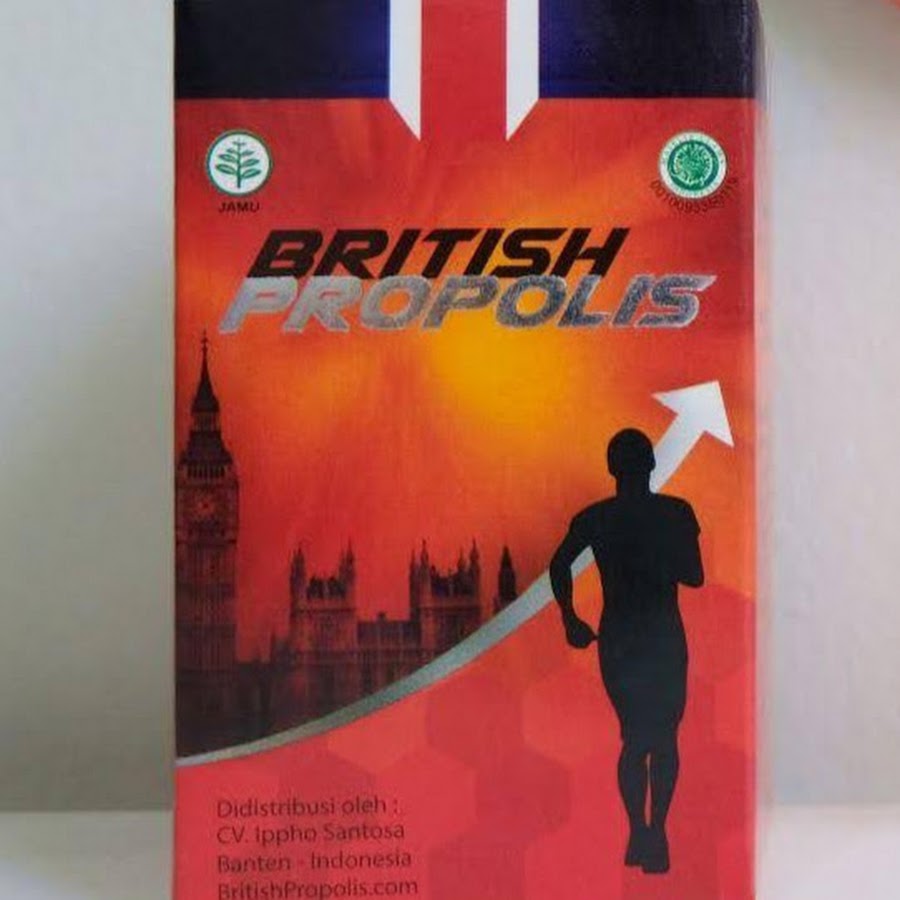 JAMU
BRITISH
PROPOLIS
Didistribusi oleh :
CV. Ippho Santosa
Banten - Indonesia
BritishPropolis.com